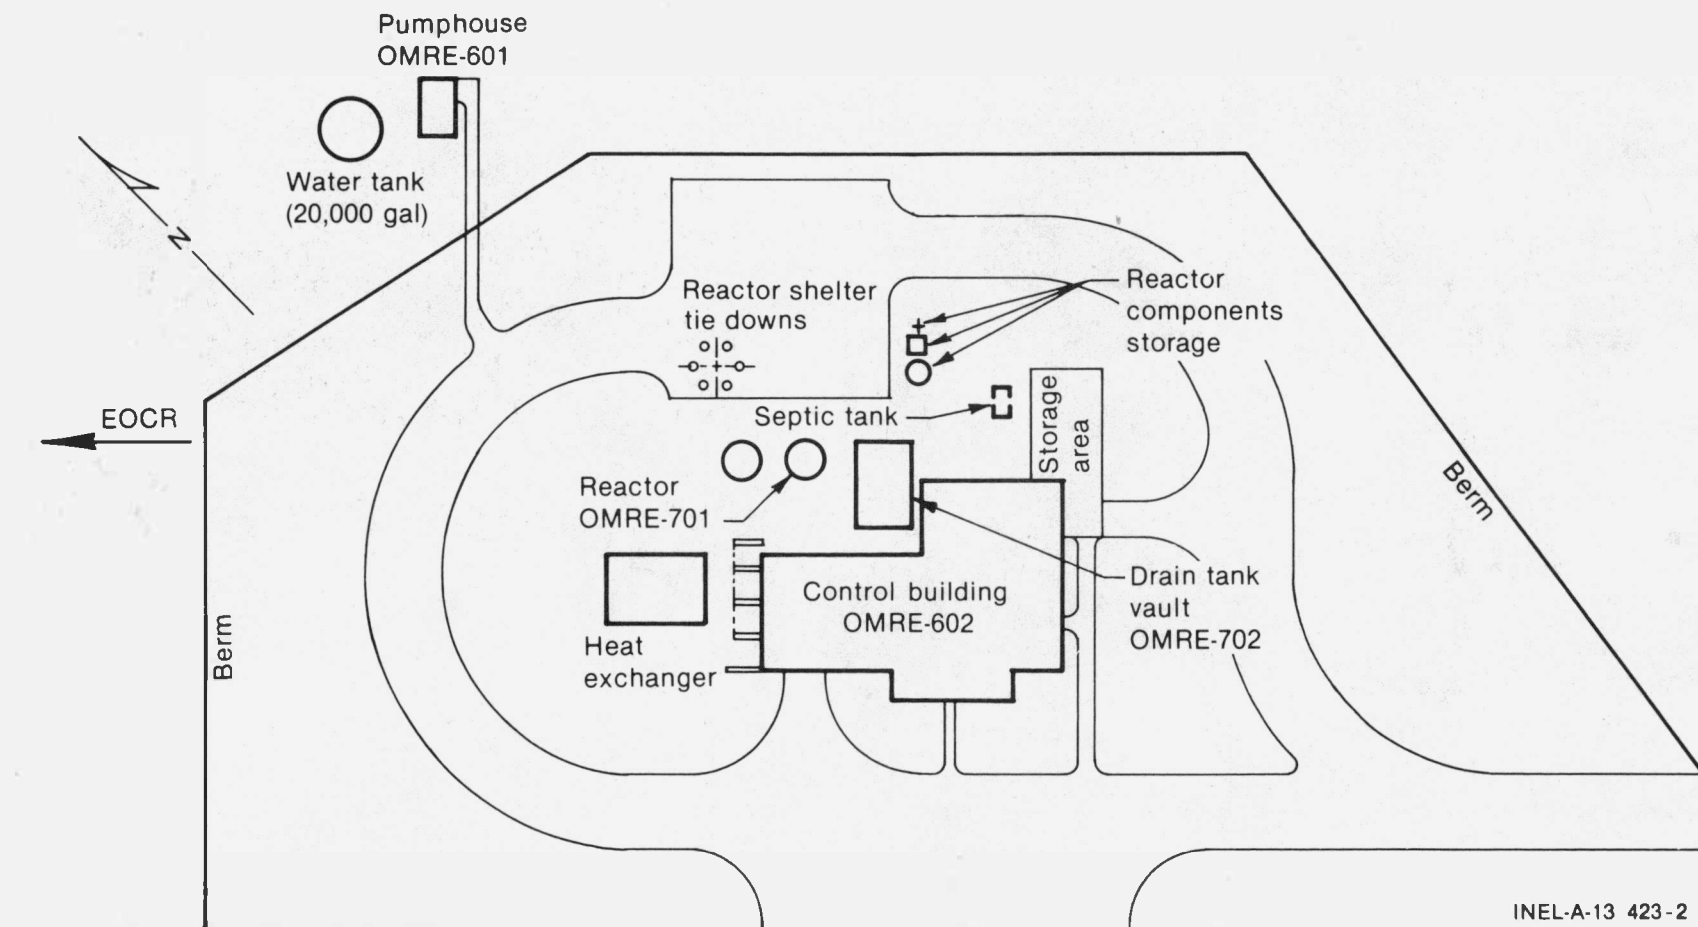 Pumphouse
OMRE-601
Water tank
(20,000 gal)
N
Reactor shelter
tie downs
Reactor
components
storage
EOCR
Septic tank
Storage
area
Berm
Reactor
OMRE-701
Control building
OMRE-602
Drain tank
vault
OMRE-702
Heat
exchanger
Berm
INEL-A-13 423-2